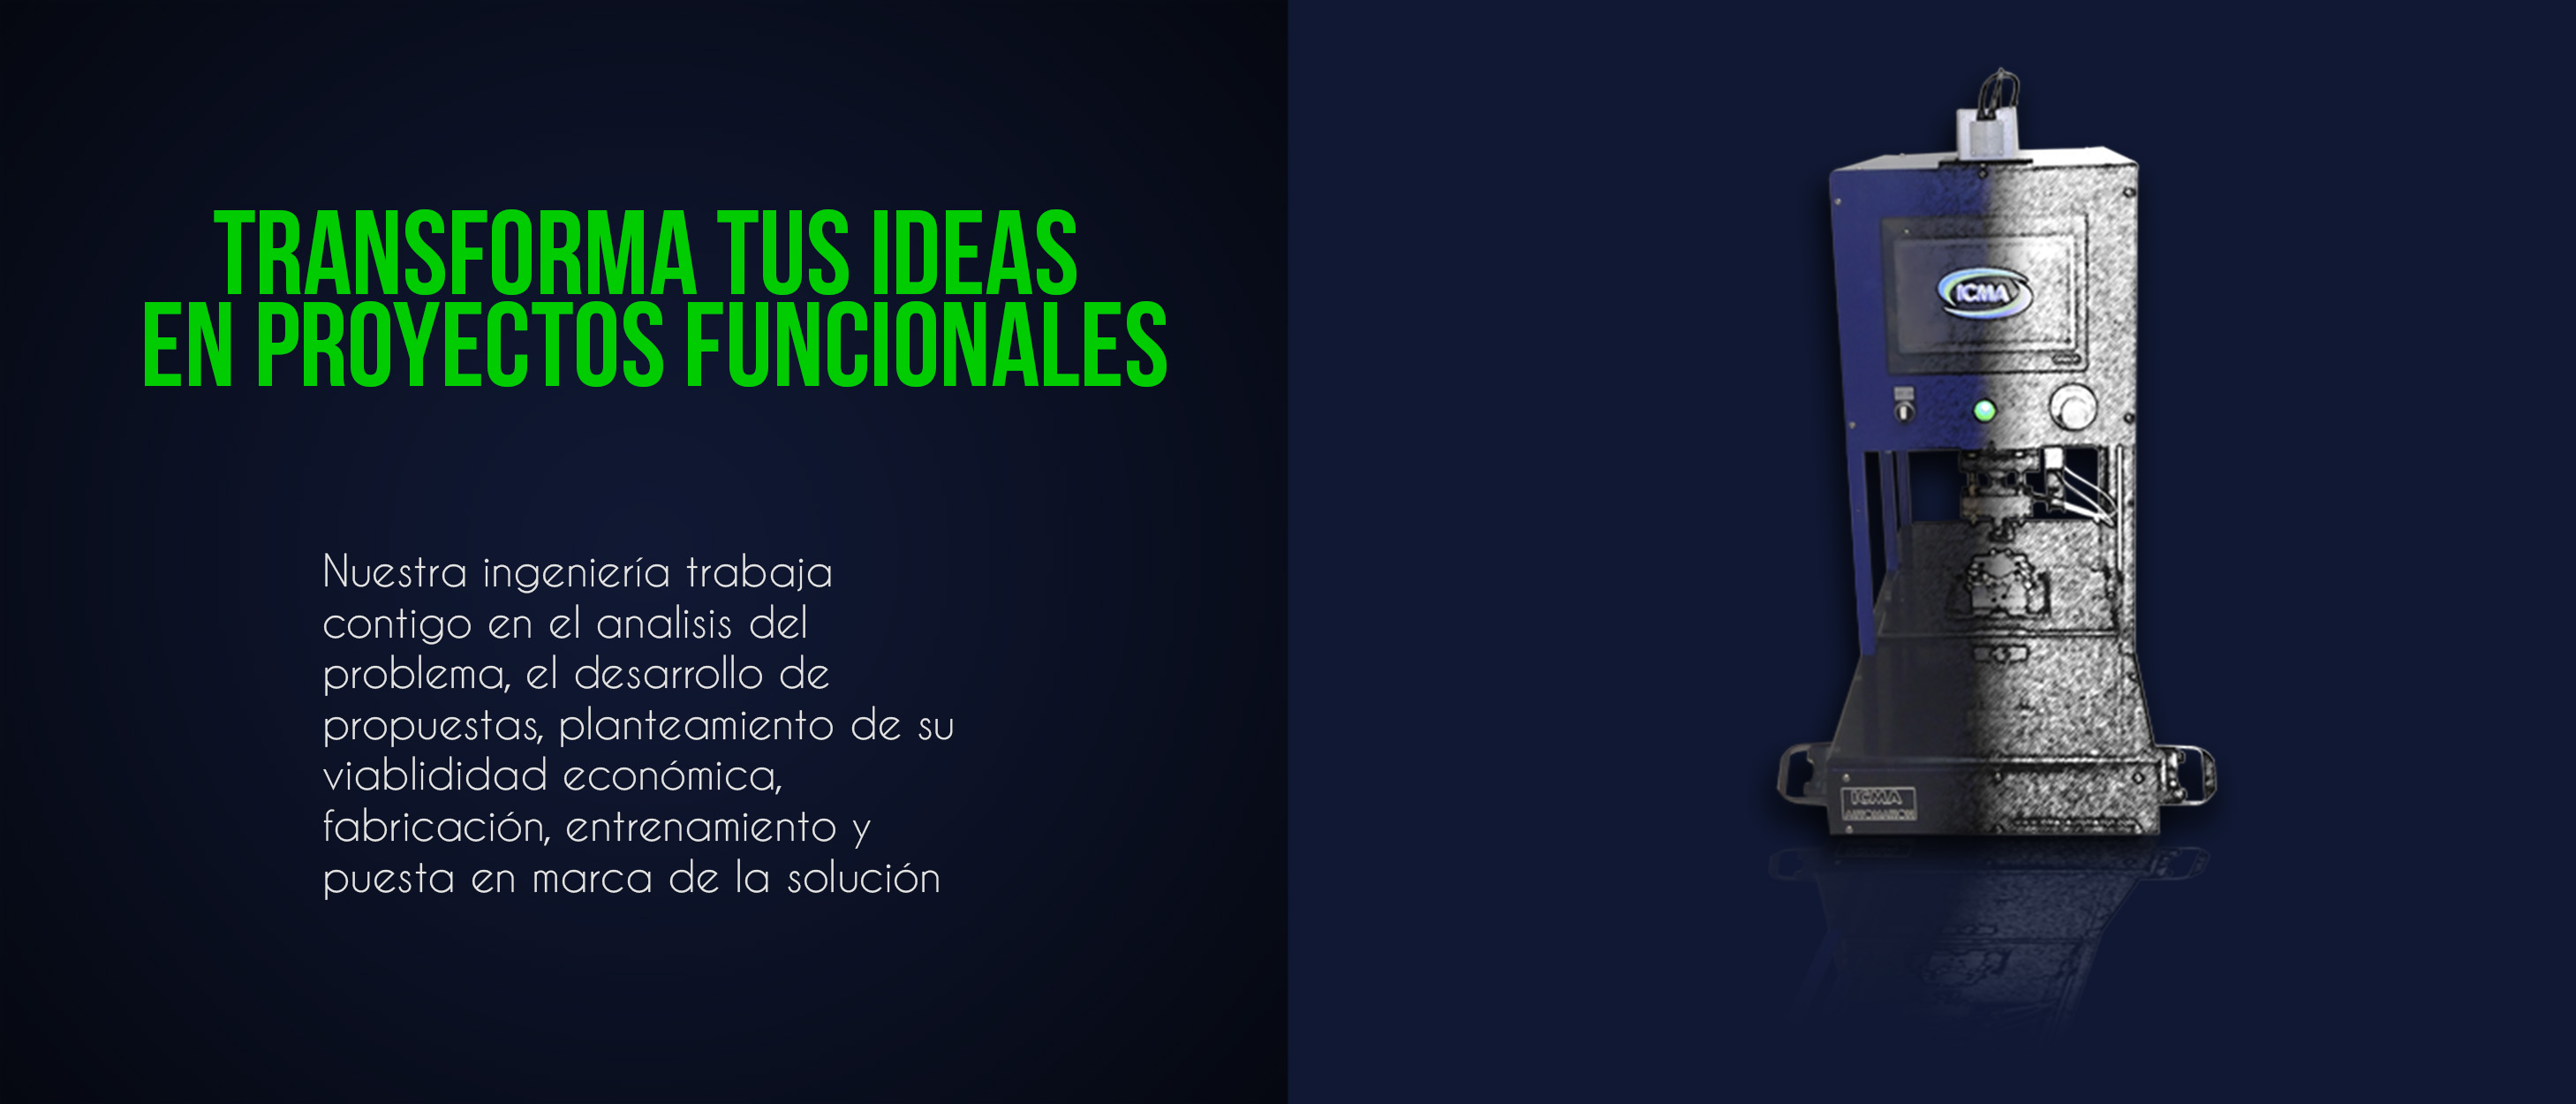 TRANSFORMA TUS IDEAS
EN PROYECTOS FUNCIONALES
Nuestra ingeniería trabaja
contigo en el analisis del
problema, el desarrollo de
propuestas, planteamiento de su
viablididad económica,
fabricación, entrenamiento y
puesta en marca de la solución
ICMA
ICMA
AUTOMATION